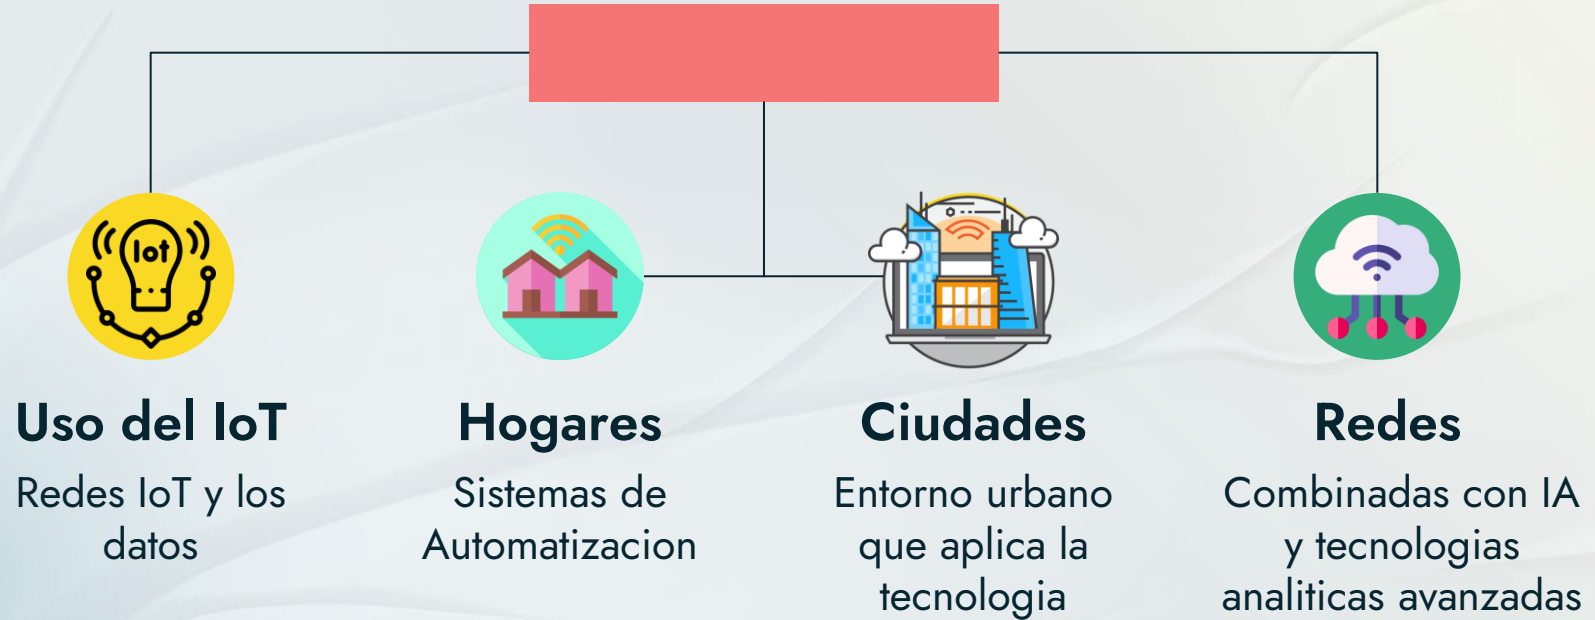 Iot
Uso del IoT
Redes IoT y los
datos
Hogares
Sistemas de
Automatizacion
Ciudades
Entorno urbano
que aplica la
tecnologia
Redes
Combinadas con IA
y tecnologias
analiticas avanzadas